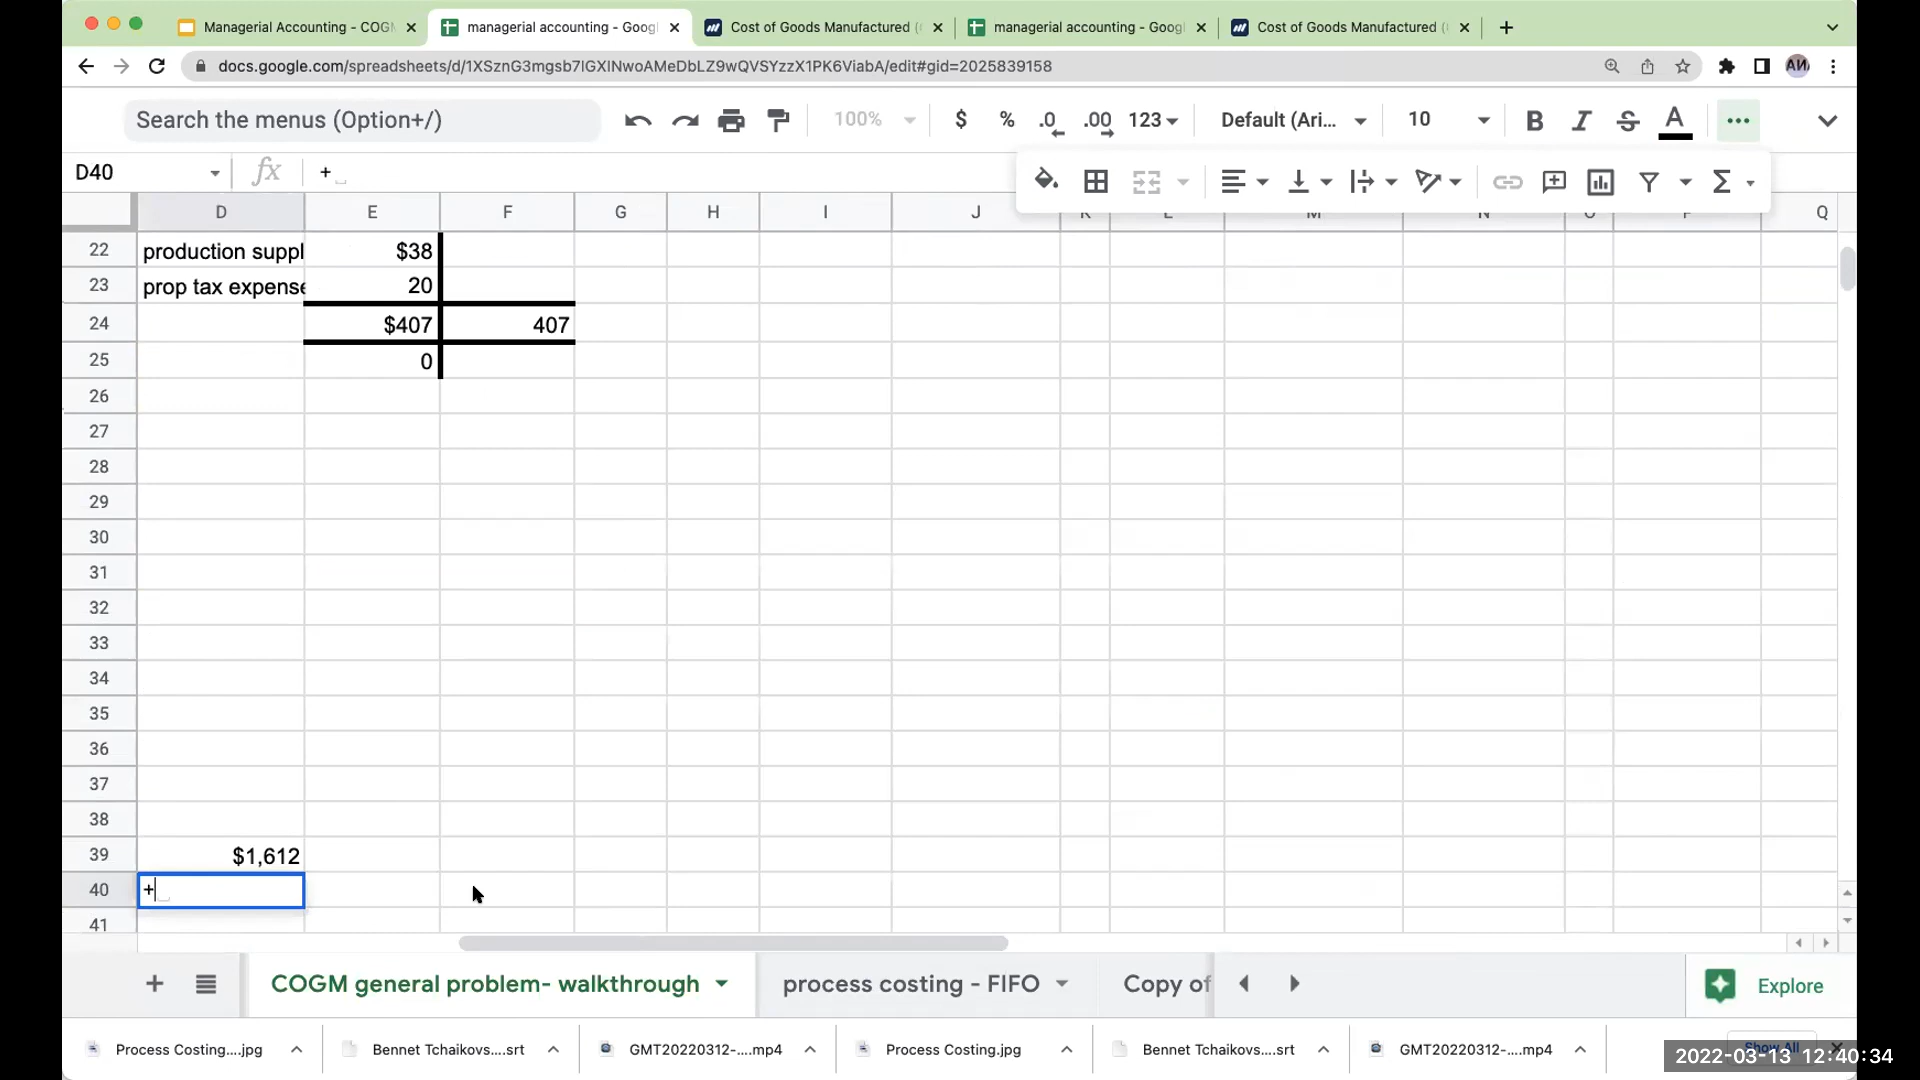 Managerial Accounting - COG
managerial accounting - Googl
Cost of Goods Manufactured (
managerial accounting - Googl
Cost of Goods Manufactured (
docs.google.com/spreadsheets/d/1XSznG3mgsb7lGXlNwoAMeDbLZ9wQVSYzzX1PK6ViabA/edit#gid=2025839158
Search the menus (Option+/)
100%
$ % .0 .00 123
Default (Ari...
10
B I S A
D40
fx
+
D E F G H I J K L M N O P Q
22 production suppl $38
23 prop tax expense 20
24 $407 407
25 0
26
27
28
29
30
31
32
33
34
35
36
37
38
39 $1,612
40 +
41
COGM general problem- walkthrough
process costing - FIFO
Copy of
Explore
Process Costing....jpg
Bennet Tchaikovs....srt
GMT20220312-....mp4
Process Costing.jpg
Bennet Tchaikovs....srt
GMT20220312-....mp4
Show All
2022-03-13 12:40:34